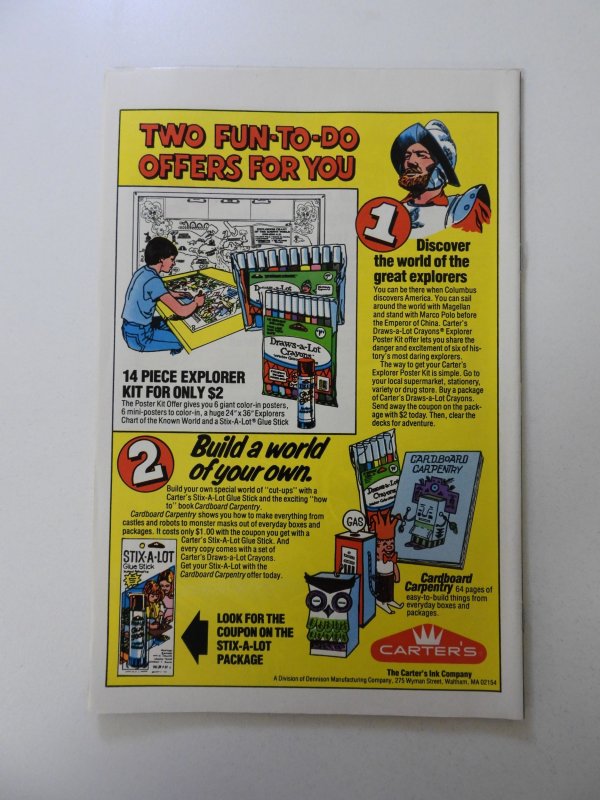 TWO FUN-TO-DO
OFFERS FOR YOU
1
Discover
the world of the
great explorers
You can be there when Columbus
discovers America. You can sail
around the world with Magellan
and stand with Marco Polo before
the Emperor of China. Carter's
Draws-a-Lot Crayons® Explorer
Poster Kit offer lets you share the
danger and excitement of six of his-
tory's most daring explorers.
The way to get your Carter's
Explorer Poster Kit is simple. Go to
your local supermarket, stationery,
variety or drug store. Buy a package
of Carter's Draws-a-Lot Crayons.
Send away the coupon on the pack-
age with $2 today. Then, clear the
decks for adventure.
Draws-a-Lot
Draws-a-Lot
Crayons
14 PIECE EXPLORER
KIT FOR ONLY $2
The Poster Kit Offer gives you 6 giant color-in posters,
6 mini-posters to color-in, a huge 24" x 36" Explorers
Chart of the Known World and a Stix-A-Lot® Glue Stick
2
Build a world
of your own.
Build your own special world of "cut-ups" with a
Carter's Stix-A-Lot Glue Stick and the exciting "how
to" book Cardboard Carpentry.
Cardboard Carpentry shows you how to make everything from
castles and robots to monster masks out of everyday boxes and
packages. It costs only $1.00 with the coupon you get with a
Carter's Stix-A-Lot Glue Stick. And
every copy comes with a set of
Carter's Draws-a-Lot Crayons.
Get your Stix-A-Lot with the
Cardboard Carpentry offer today.
STIX-A-LOT
Glue Stick
LOOK FOR THE
COUPON ON THE
STIX-A-LOT
PACKAGE
Draws-a-Lot
Crayons
GAS
CARDBOARD
CARPENTRY
Cardboard
Carpentry 64 pages of
easy-to-build things from
everyday boxes and
packages.
CARTER'S
The Carter's Ink Company
A Division of Dennison Manufacturing Company, 275 Wyman Street, Waltham, MA 02154